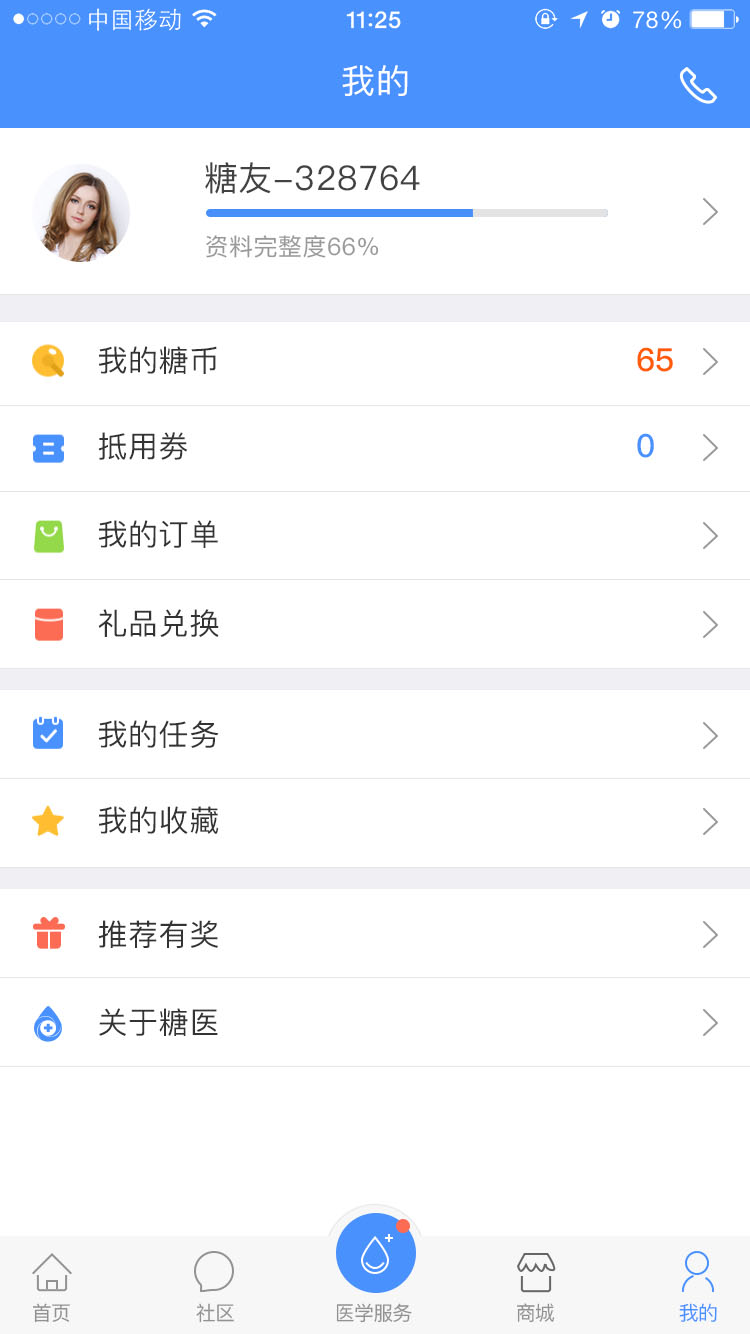 中国移动 11:25 78%
我的
糖友-328764
资料完整度66%
我的糖币 65
抵用券 0
我的订单
礼品兑换
我的任务
我的收藏
推荐有奖
关于糖医
首页 社区 医学服务 商城 我的